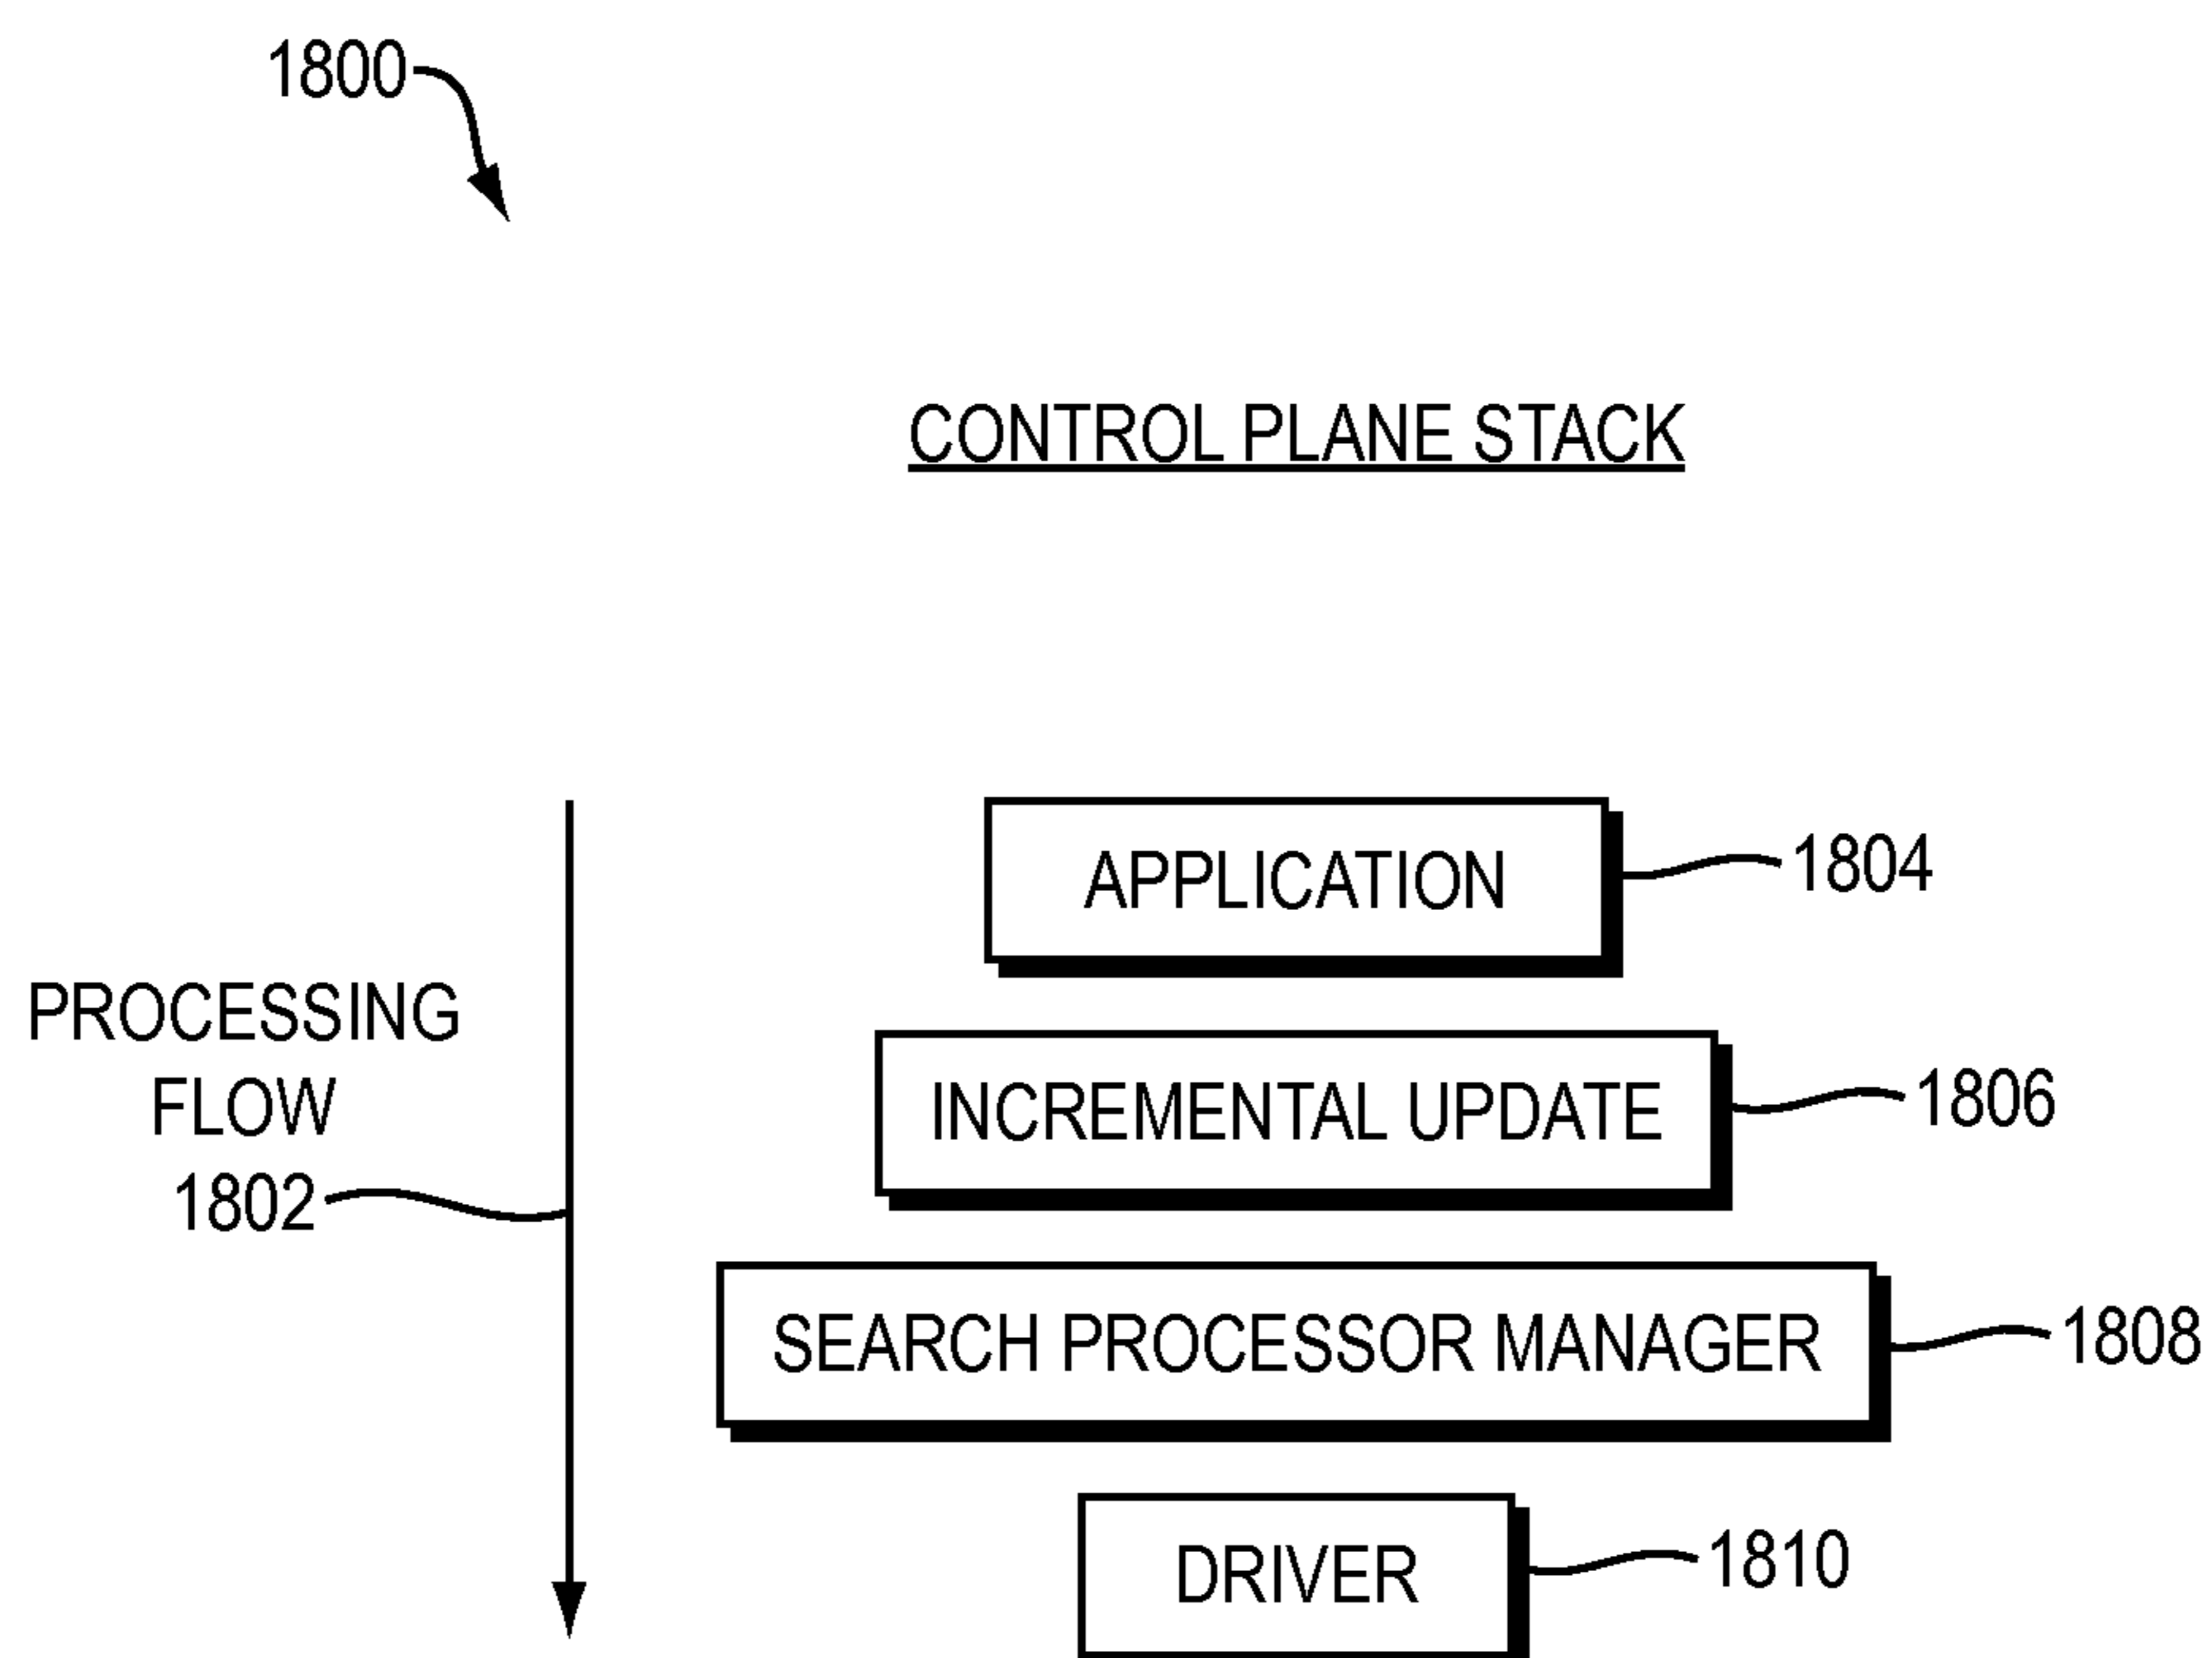 1800
CONTROL PLANE STACK
APPLICATION
1804
PROCESSING
FLOW
1802
INCREMENTAL UPDATE
1806
SEARCH PROCESSOR MANAGER
1808
DRIVER
1810